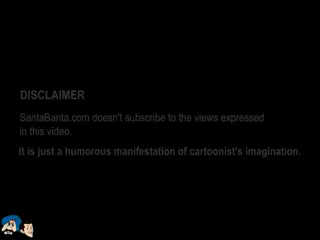 DISCLAIMER
SantaBanta.com doesn't subscribe to the views expressed
in this video.
It is just a humorous manifestation of cartoonist's imagination.